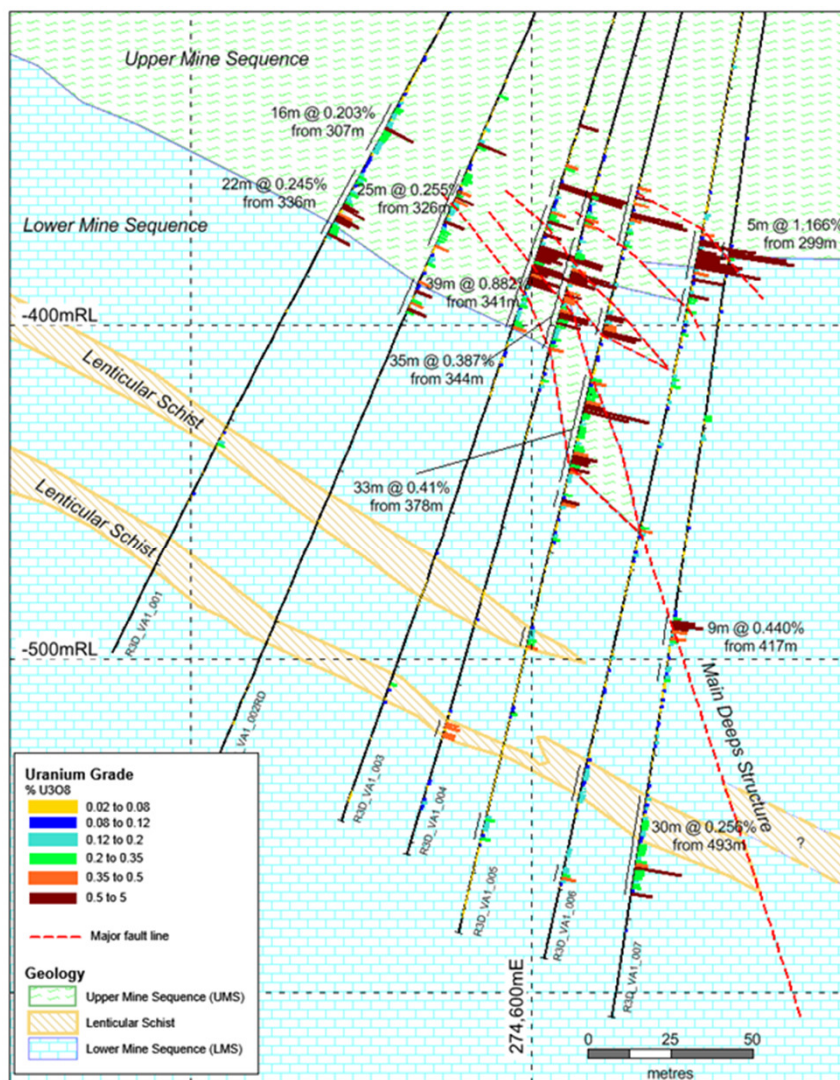 Upper Mine Sequence
16m @ 0.203%
from 307m
22m @ 0.245%
from 336m
25m @ 0.255%
from 326m
5m @ 1.166%
from 299m
Lower Mine Sequence
39m @ 0.882%
from 341m
-400mRL
35m @ 0.387%
from 344m
Lenticular Schist
Lenticular Schist
33m @ 0.41%
from 378m
R3D_VA1_001
-500mRL
9m @ 0.440%
from 417m
Main Deeps Structure
_VA1_002RD
R3D_VA1_003
R3D_VA1_004
R3D_VA1_005
R3D_VA1_006
R3D_VA1_007
30m @ 0.256%
from 493m
?
274,600mE
Uranium Grade
% U3O8
0.02 to 0.08
0.08 to 0.12
0.12 to 0.2
0.2 to 0.35
0.35 to 0.5
0.5 to 5
Major fault line
Geology
Upper Mine Sequence (UMS)
Lenticular Schist
Lower Mine Sequence (LMS)
0 25 50
metres